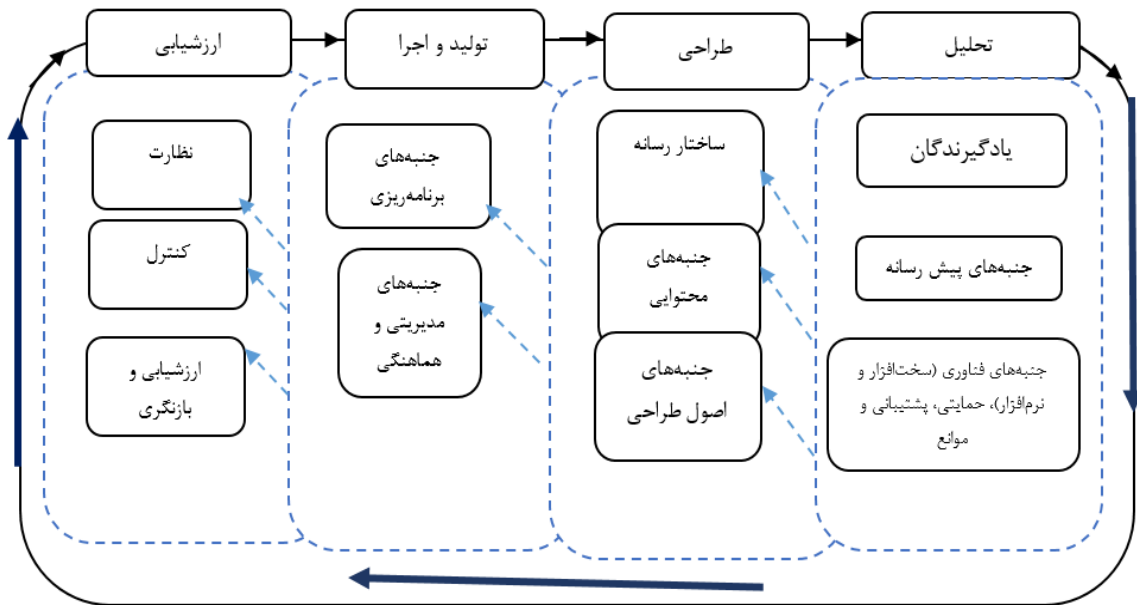 تحلیل
طراحی
تولید و اجرا
ارزشیابی
یادگیرندگان
جنبه‌های پیش رسانه
جنبه‌های فناوری (سخت‌افزار و
نرم‌افزار)، حمایتی، پشتیبانی و
موانع
ساختار رسانه
جنبه‌های
محتوایی
جنبه‌های
اصول طراحی
جنبه‌های
برنامه‌ریزی
جنبه‌های
مدیریتی و
هماهنگی
نظارت
کنترل
ارزشیابی و
بازنگری